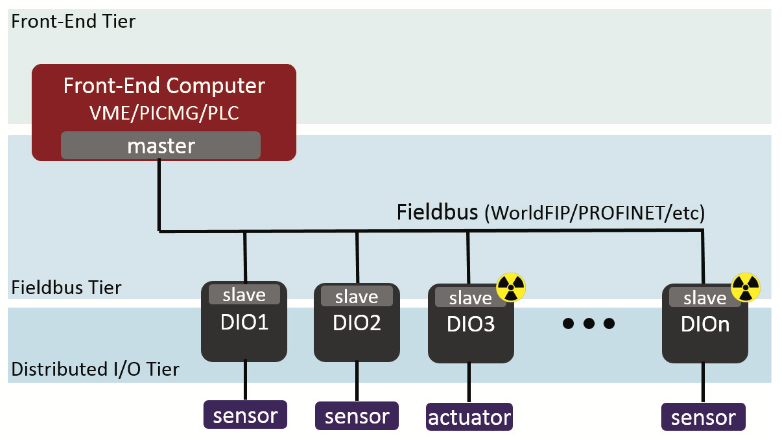 Front-End Tier
Front-End Computer
VME/PICMG/PLC
master
Fieldbus (WorldFIP/PROFINET/etc)
Fieldbus Tier
slave slave slave slave
DIO1 DIO2 DIO3 DIOn
Distributed I/O Tier
sensor sensor actuator sensor